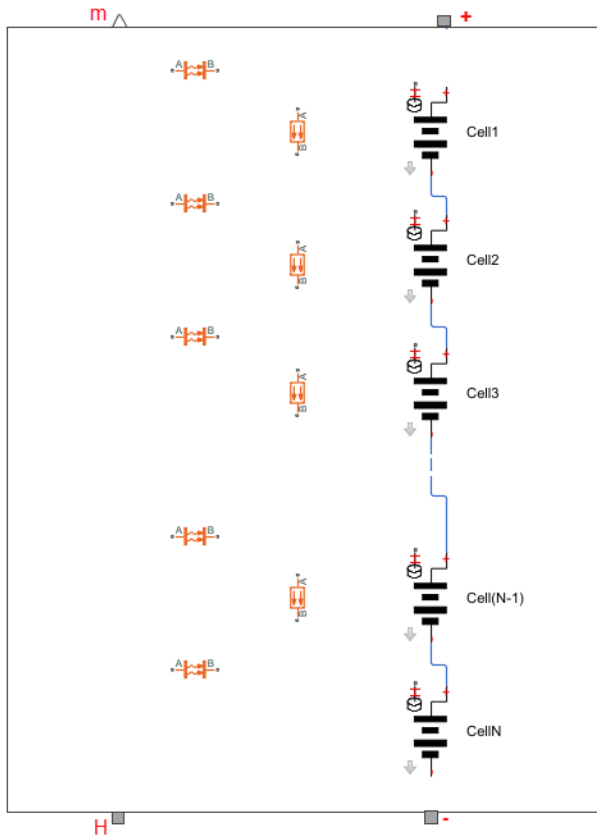 m +
A B
A
B
Cell1
A B
A
B
Cell2
A B
A
B
Cell3
A B
A
B
Cell(N-1)
A B
CellN
H -